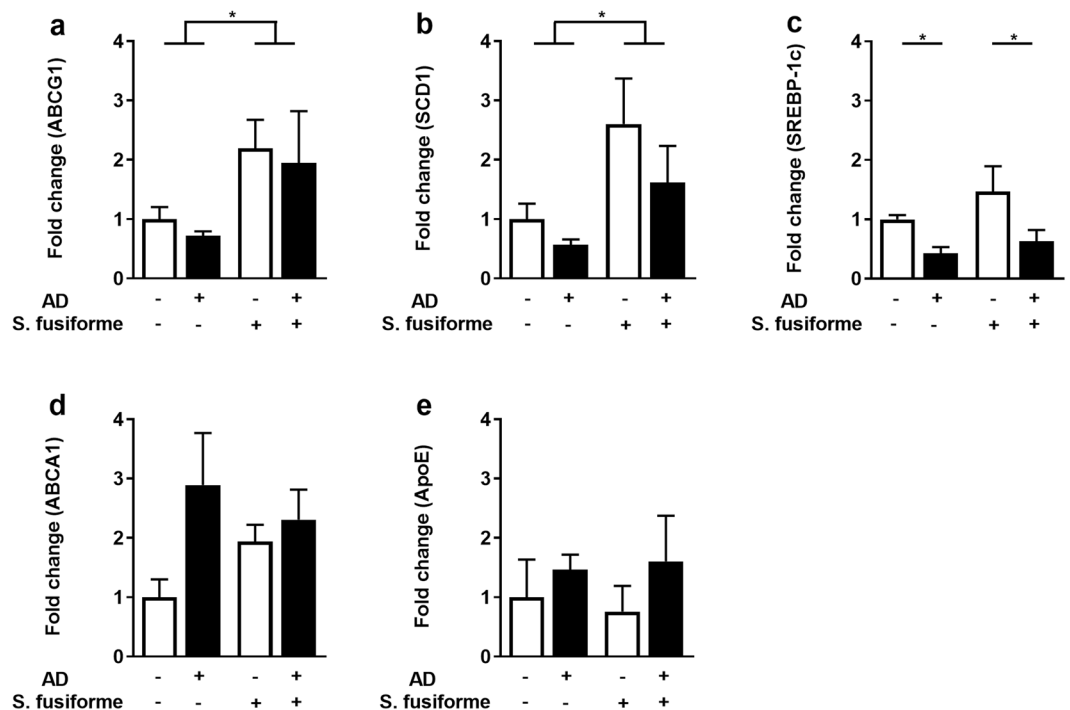 a
*
Fold change (ABCG1)
4
3
2
1
0
AD - + - +
S. fusiforme - - + +
b
*
Fold change (SCD1)
4
3
2
1
0
AD - + - +
S. fusiforme - - + +
c
* *
Fold change (SREBP-1c)
4
3
2
1
0
AD - + - +
S. fusiforme - - + +
d
Fold change (ABCA1)
4
3
2
1
0
AD - + - +
S. fusiforme - - + +
e
Fold change (ApoE)
4
3
2
1
0
AD - + - +
S. fusiforme - - + +